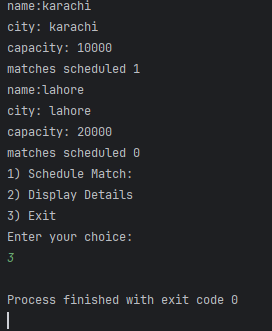 name:karachi
city: karachi
capacity: 10000
matches scheduled 1
name:lahore
city: lahore
capacity: 20000
matches scheduled 0
1) Schedule Match:
2) Display Details
3) Exit
Enter your choice:
3
Process finished with exit code 0